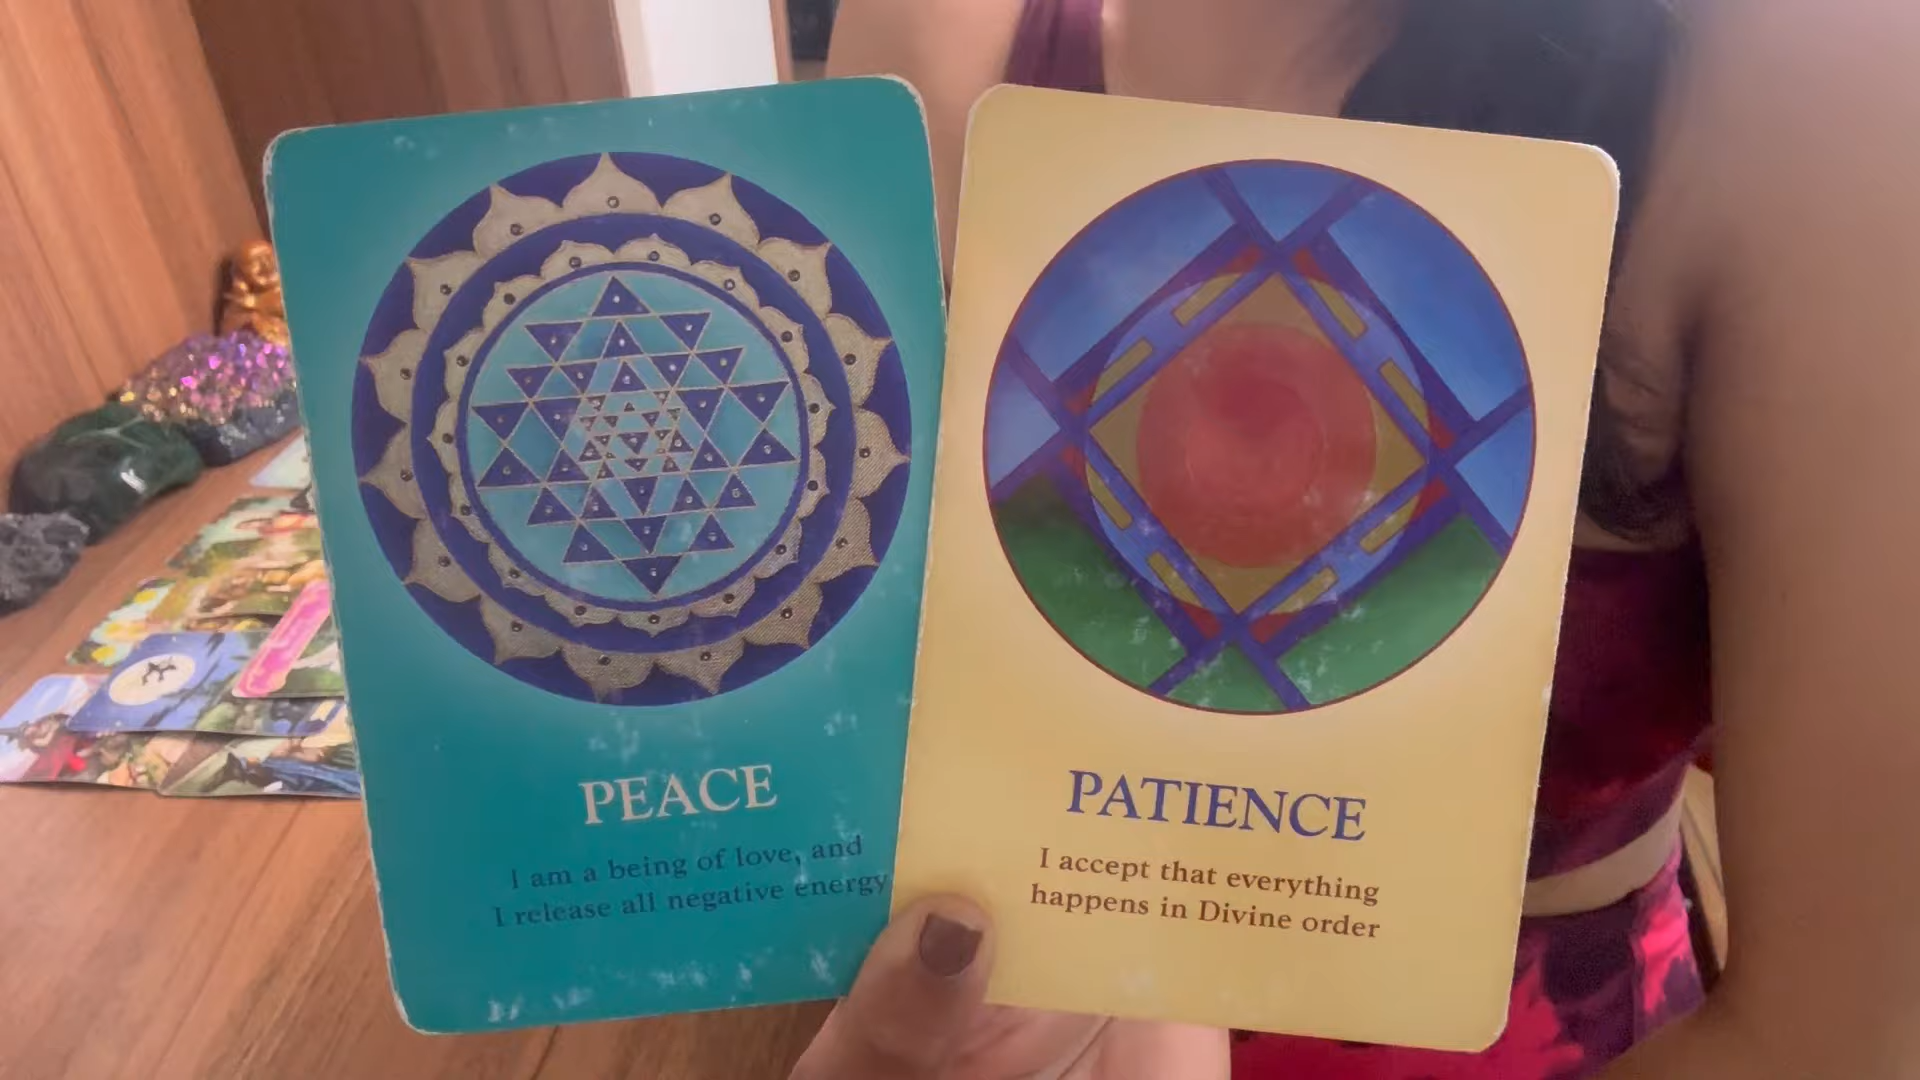 PEACE
I am a being of love, and
I release all negative energy
PATIENCE
I accept that everything
happens in Divine order